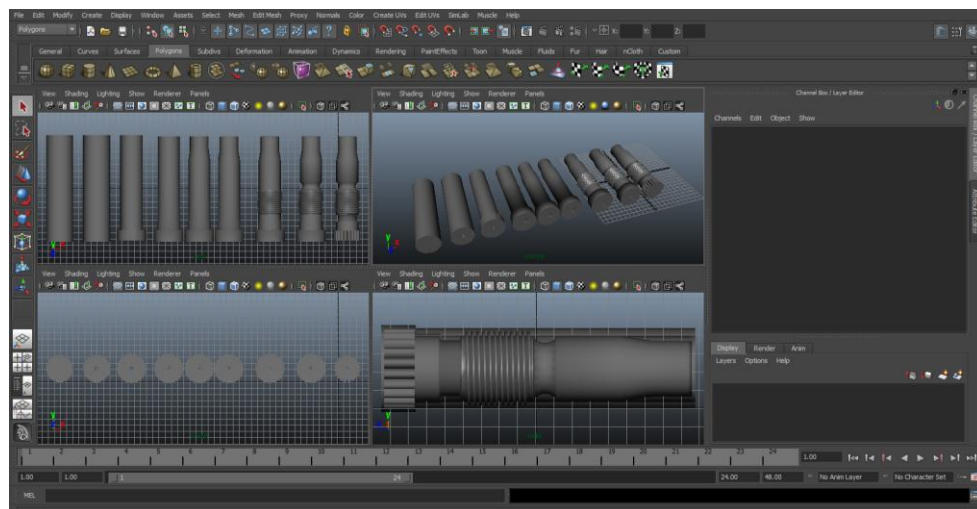 File Edit Modify Create Display Window Assets Select Mesh Edit Mesh Proxy Normals Color Create UVs Edit UVs SimLab Muscle Help
Polygons X: Y: Z:
General Curves Surfaces Polygons Subdivs Deformation Animation Dynamics Rendering PaintEffects Toon Muscle Fluids Fur Hair nCloth Custom
View Shading Lighting Show Renderer Panels
View Shading Lighting Show Renderer Panels
Channel Box / Layer Editor
Channels Edit Object Show
View Shading Lighting Show Renderer Panels
View Shading Lighting Show Renderer Panels
Display Render Anim
Layers Options Help
1 2 3 4 5 6 7 8 9 10 11 12 13 14 15 16 17 18 19 20 21 22 23 24 1.00
1.00 1.00 1 24 24.00 48.00 No Anim Layer No Character Set
MEL